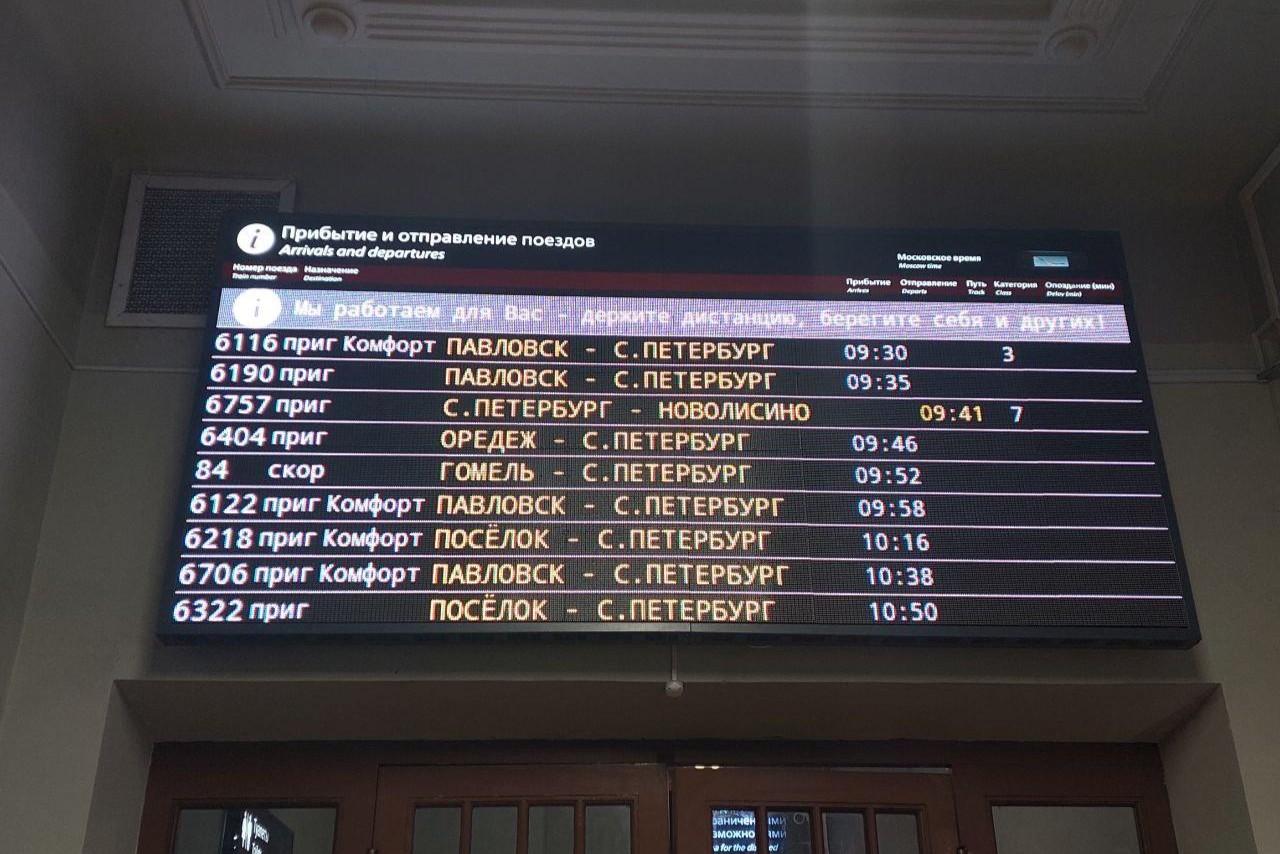 Прибытие и отправление поездов
Arrivals and departures
Московское время
Moscow time
Номер поезда Назначение Прибытие Отправление Путь Категория Опоздание (мин)
Train number Destination Arrives Departs Track Class Delay (min)
Мы работаем для Вас - держите дистанцию, берегите себя и других!
6116 приг Комфорт ПАВЛОВСК - С.ПЕТЕРБУРГ 09:30 3
6190 приг ПАВЛОВСК - С.ПЕТЕРБУРГ 09:35
6757 приг С.ПЕТЕРБУРГ - НОВОЛИСИНО 09:41 7
6404 приг ОРЕДЕЖ - С.ПЕТЕРБУРГ 09:46
84 скор ГОМЕЛЬ - С.ПЕТЕРБУРГ 09:52
6122 приг Комфорт ПАВЛОВСК - С.ПЕТЕРБУРГ 09:58
6218 приг Комфорт ПОСЁЛОК - С.ПЕТЕРБУРГ 10:16
6706 приг Комфорт ПАВЛОВСК - С.ПЕТЕРБУРГ 10:38
6322 приг ПОСЁЛОК - С.ПЕТЕРБУРГ 10:50